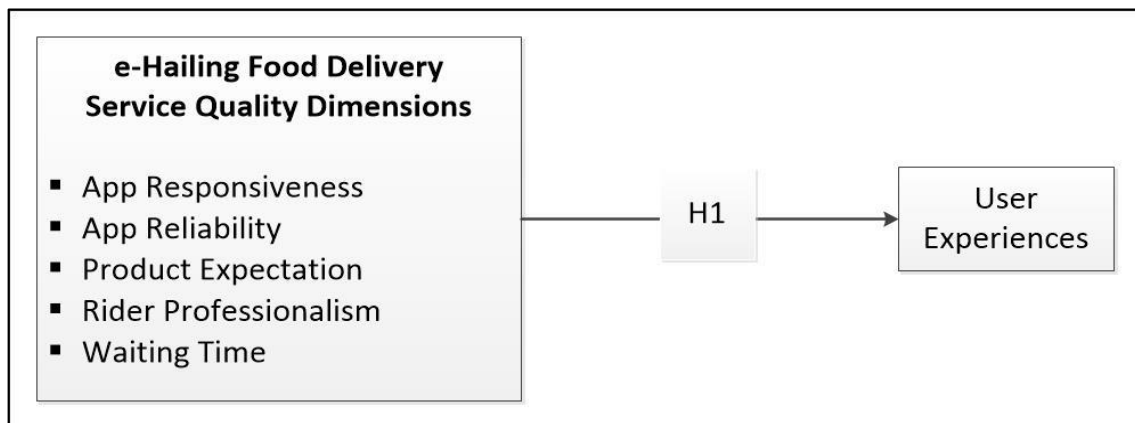 e-Hailing Food Delivery
Service Quality Dimensions
▪ App Responsiveness
▪ App Reliability
▪ Product Expectation
▪ Rider Professionalism
▪ Waiting Time
H1
User
Experiences